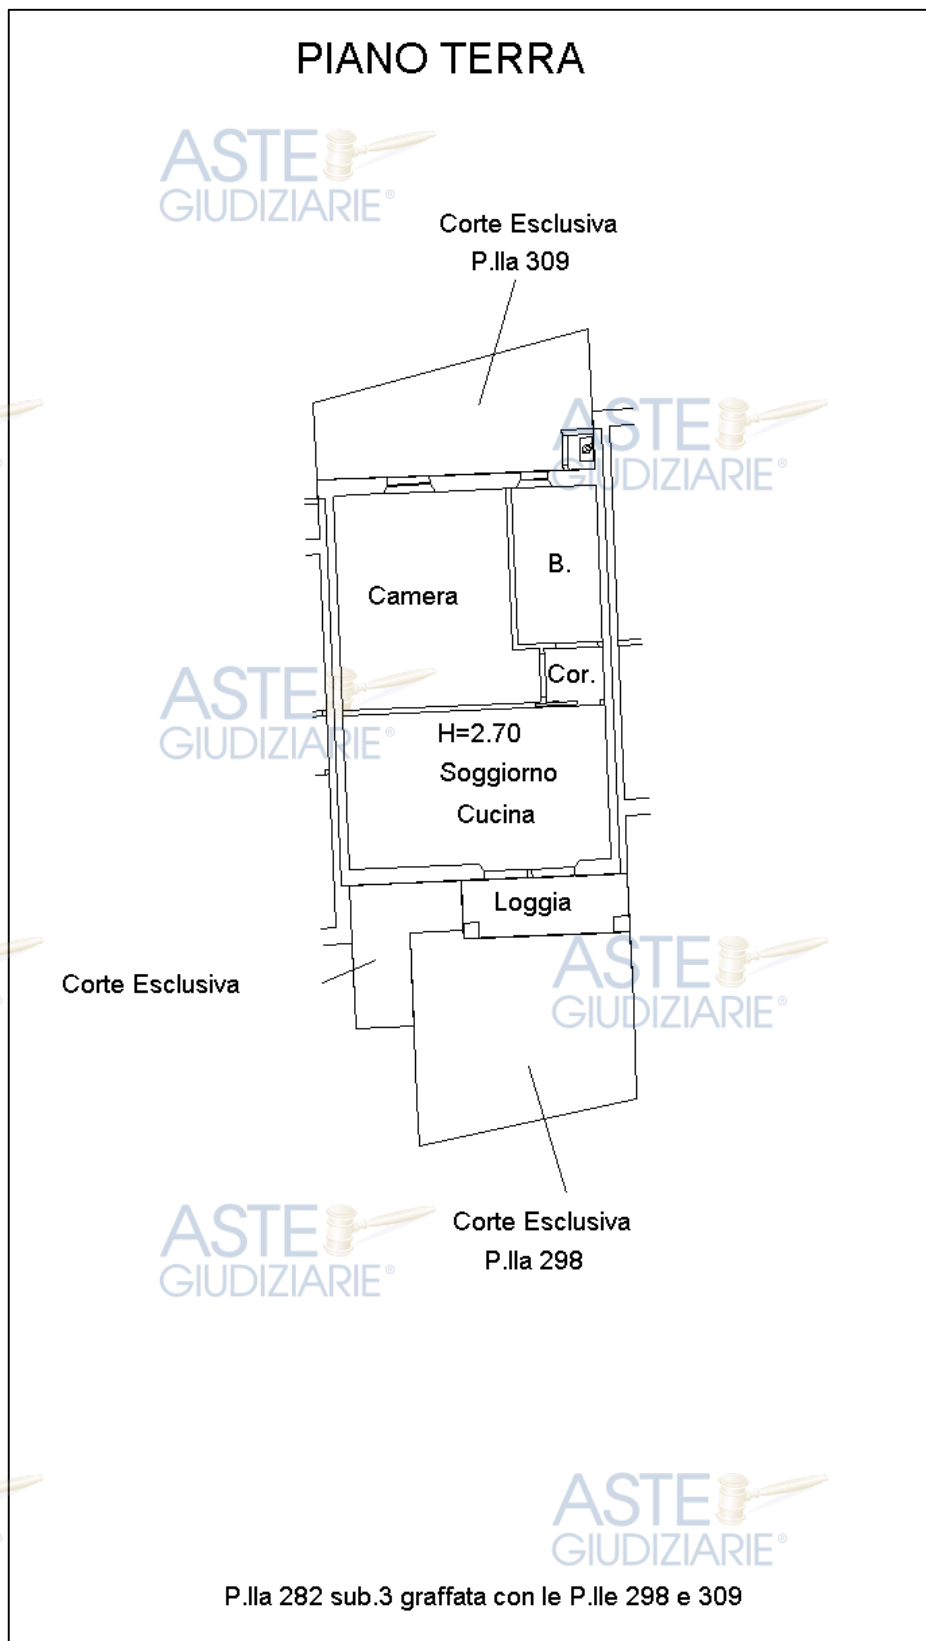 PIANO TERRA
ASTE
GIUDIZIARIE®
Corte Esclusiva
P.lla 309
ASTE
GIUDIZIARIE®
B.
Camera
Cor.
ASTE
GIUDIZIARIE®
H=2.70
Soggiorno
Cucina
Loggia
Corte Esclusiva
ASTE
GIUDIZIARIE®
Corte Esclusiva
P.lla 298
ASTE
GIUDIZIARIE®
ASTE
GIUDIZIARIE®
P.lla 282 sub.3 graffata con le P.lle 298 e 309